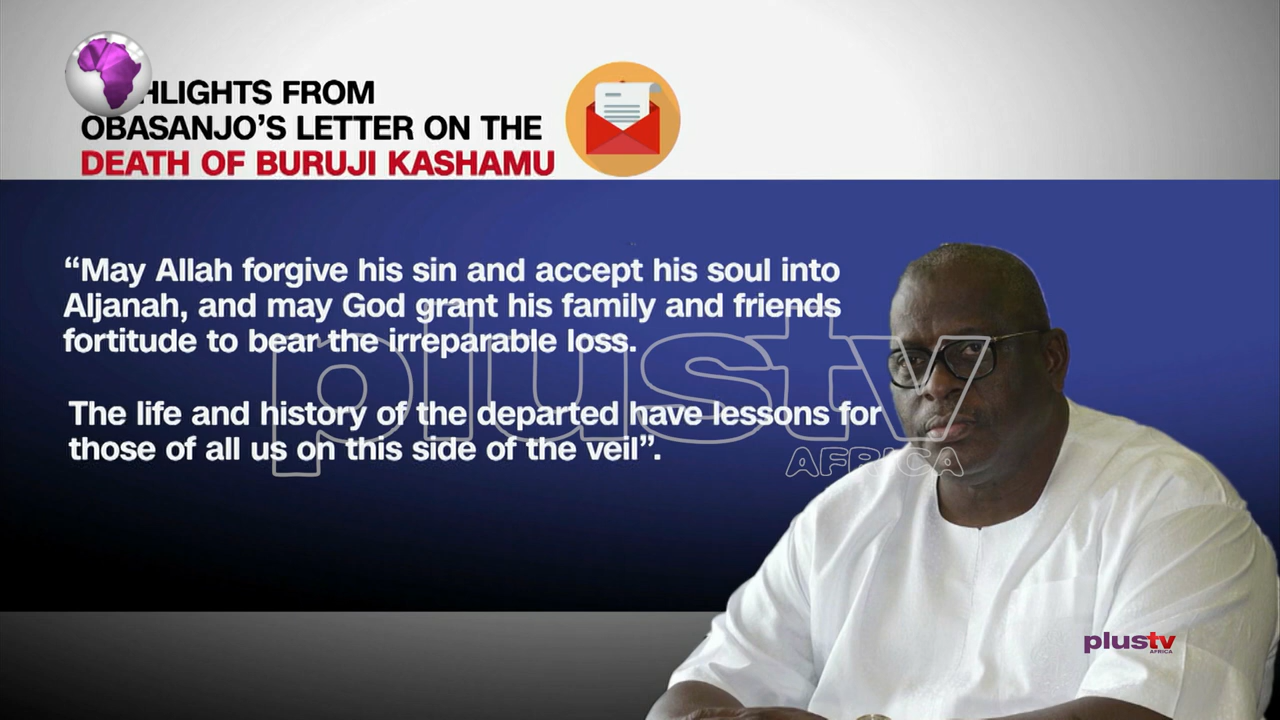 HLIGHTS FROM
OBASANJO'S LETTER ON THE
DEATH OF BURUJI KASHAMU
“May Allah forgive his sin and accept his soul into
Aljanah, and may God grant his family and friends
fortitude to bear the irreparable loss.
The life and history of the departed have lessons for
those of all us on this side of the veil”.
plustv
AFRICA
plustv
AFRICA